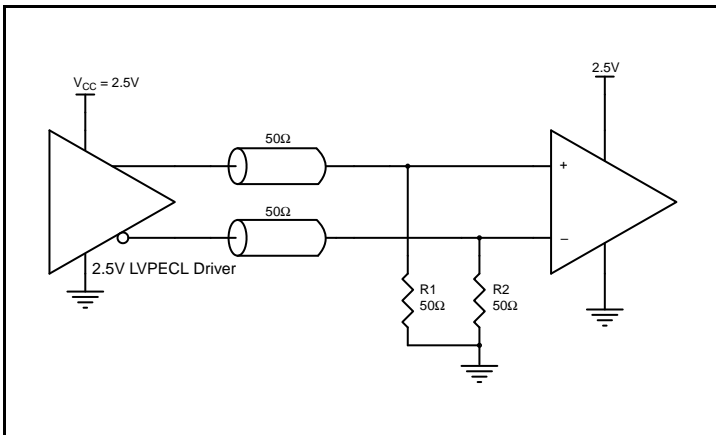 V_CC = 2.5V
2.5V
50Ω
+
50Ω
−
2.5V LVPECL Driver
R1
50Ω
R2
50Ω